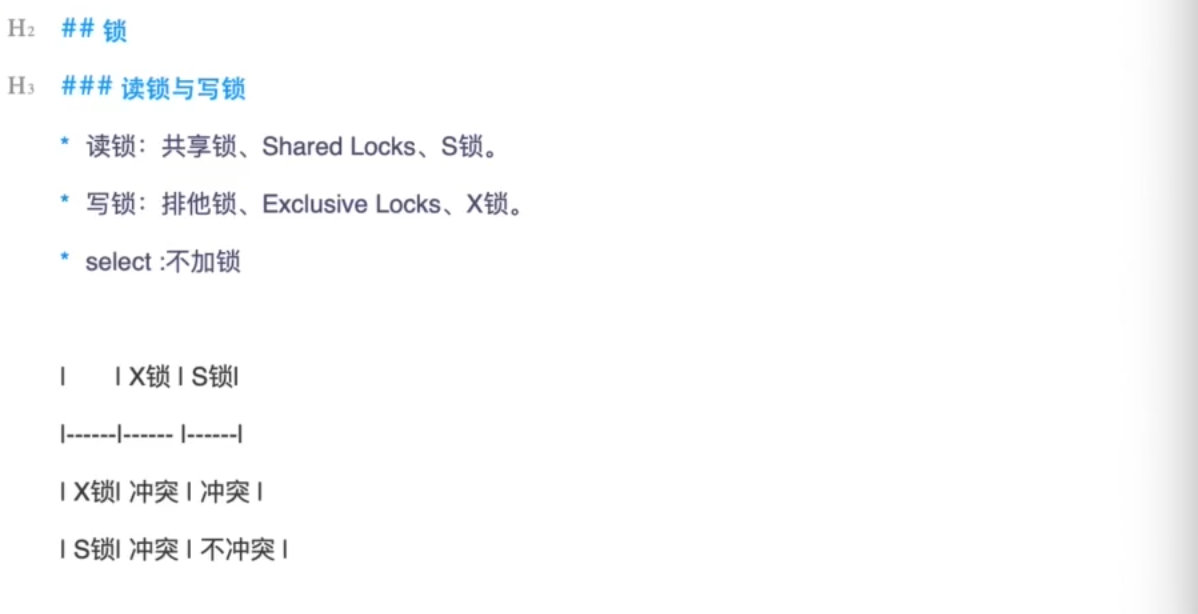 H2 ## 锁
H3 ### 读锁与写锁
* 读锁：共享锁、Shared Locks、S锁。
* 写锁：排他锁、Exclusive Locks、X锁。
* select :不加锁
|      | X锁 | S锁|
|------|------ |------|
| X锁| 冲突 | 冲突 |
| S锁| 冲突 | 不冲突 |